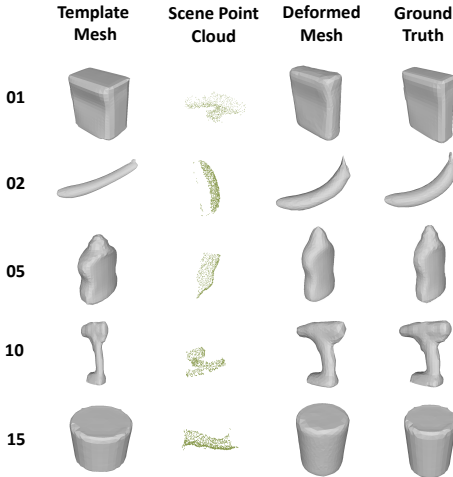 Template Mesh
Scene Point Cloud
Deformed Mesh
Ground Truth
01
02
05
10
15